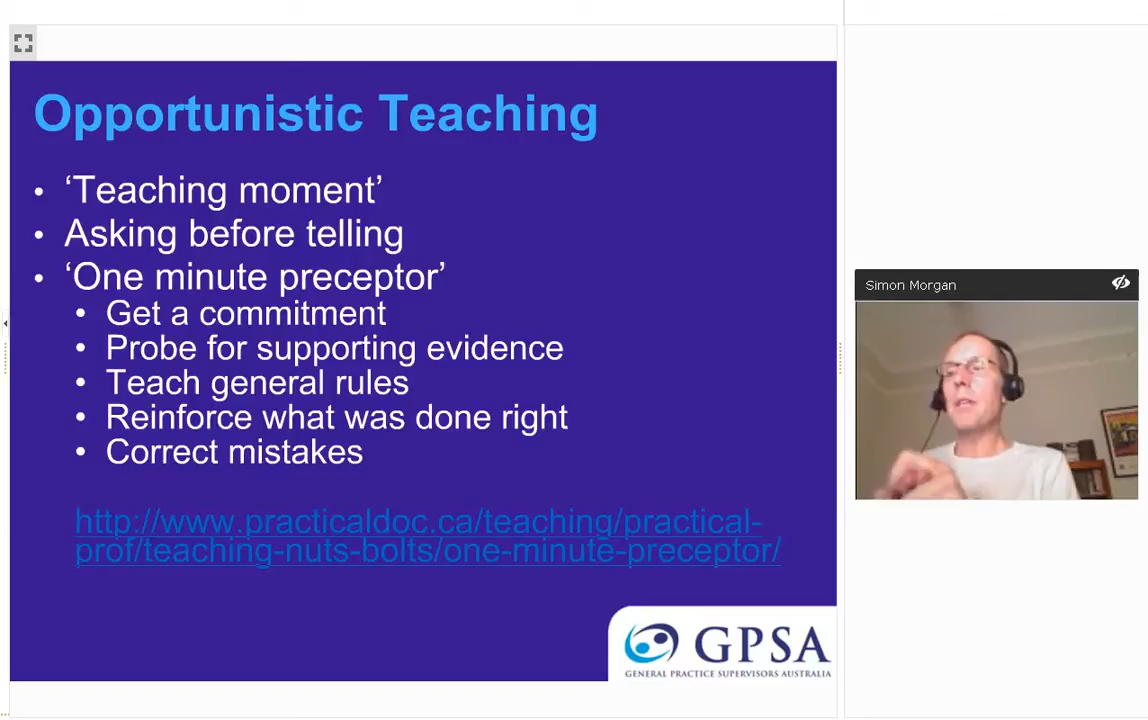 Opportunistic Teaching
• ‘Teaching moment’
• Asking before telling
• ‘One minute preceptor’
• Get a commitment
• Probe for supporting evidence
• Teach general rules
• Reinforce what was done right
• Correct mistakes
http://www.practicaldoc.ca/teaching/practical-
prof/teaching-nuts-bolts/one-minute-preceptor/
GPSA
GENERAL PRACTICE SUPERVISORS AUSTRALIA
Simon Morgan